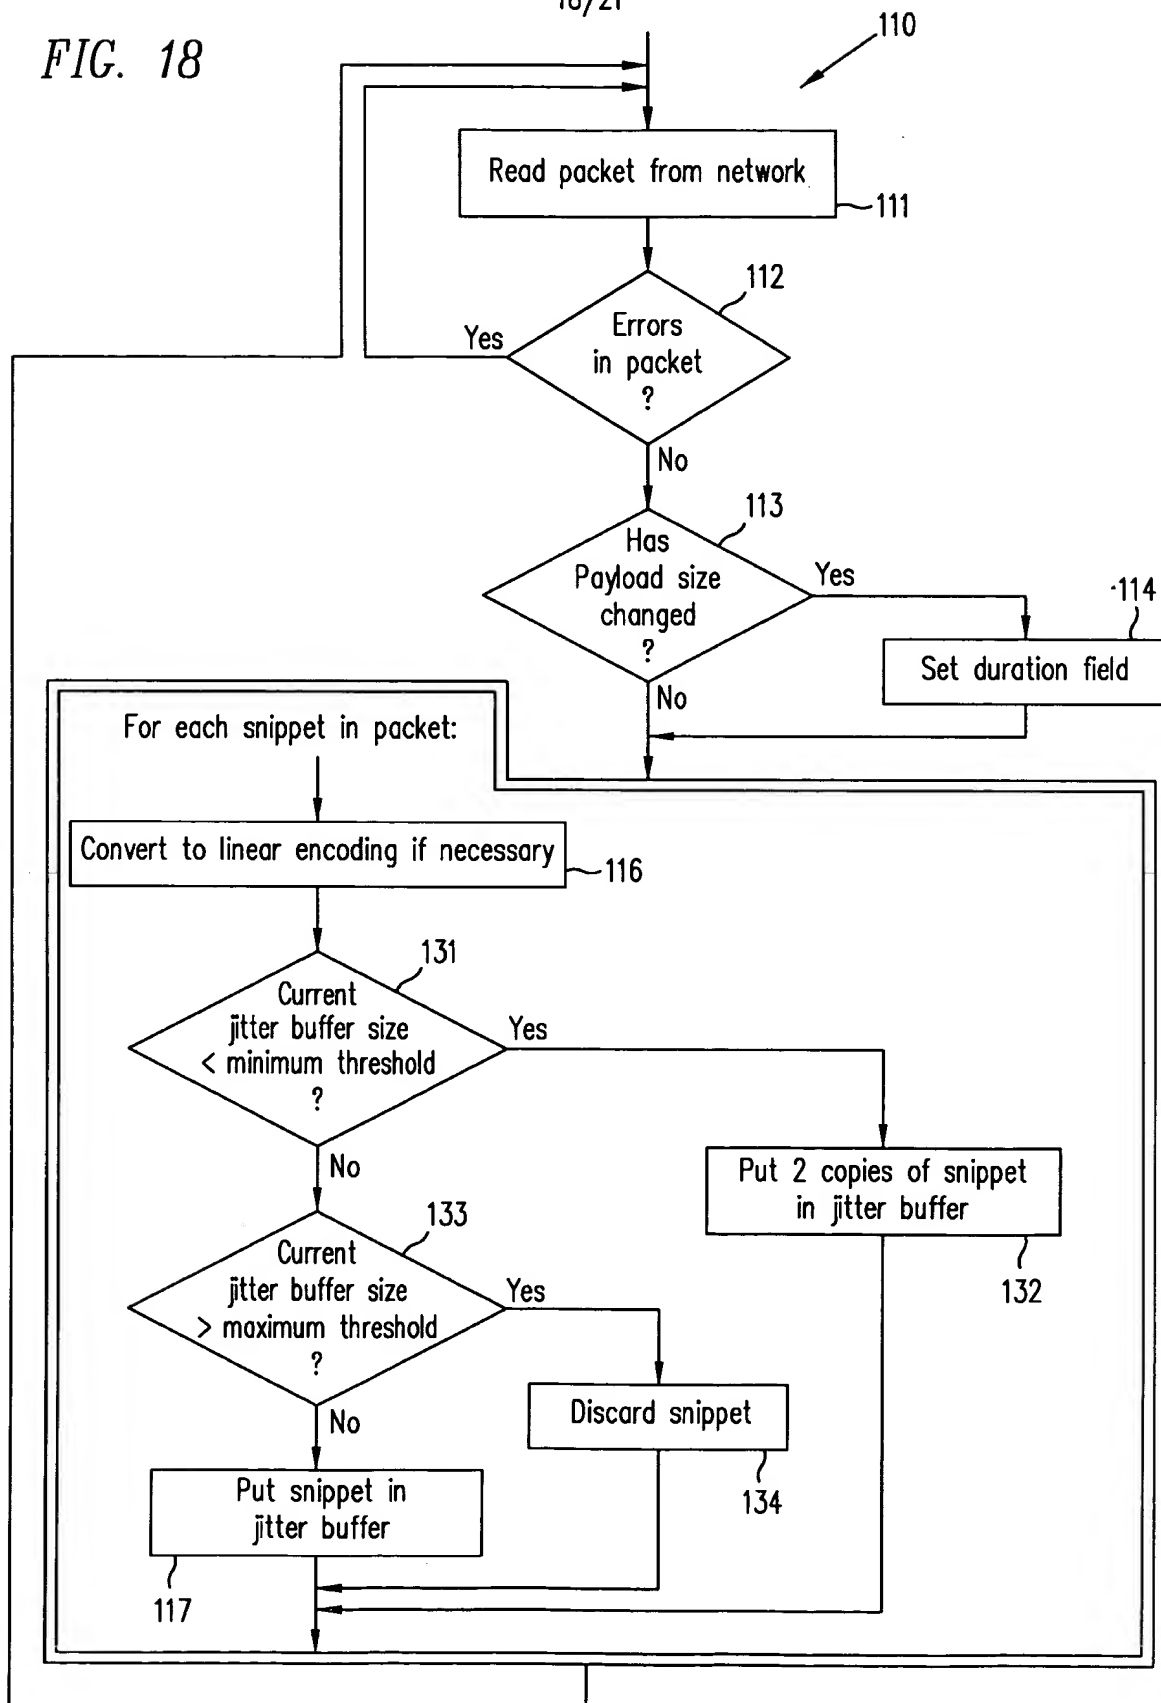 18/21
FIG. 18
110
Read packet from network
111
112
Errors
in packet
?
Yes
No
113
Has
Payload size
changed
?
Yes
114
Set duration field
No
For each snippet in packet:
Convert to linear encoding if necessary
116
131
Current
jitter buffer size
< minimum threshold
?
Yes
No
Put 2 copies of snippet
in jitter buffer
132
133
Current
jitter buffer size
> maximum threshold
?
Yes
No
Discard snippet
134
Put snippet in
jitter buffer
117